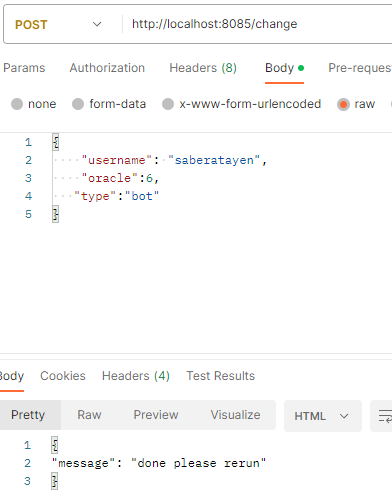 POST http://localhost:8085/change
Params Authorization Headers (8) Body Pre-reques
none form-data x-www-form-urlencoded raw
1 {
2 "username": "saberatayen",
3 "oracle":6,
4 "type":"bot"
5 }
Body Cookies Headers (4) Test Results
Pretty Raw Preview Visualize HTML
1 {
2 "message": "done please rerun"
3 }